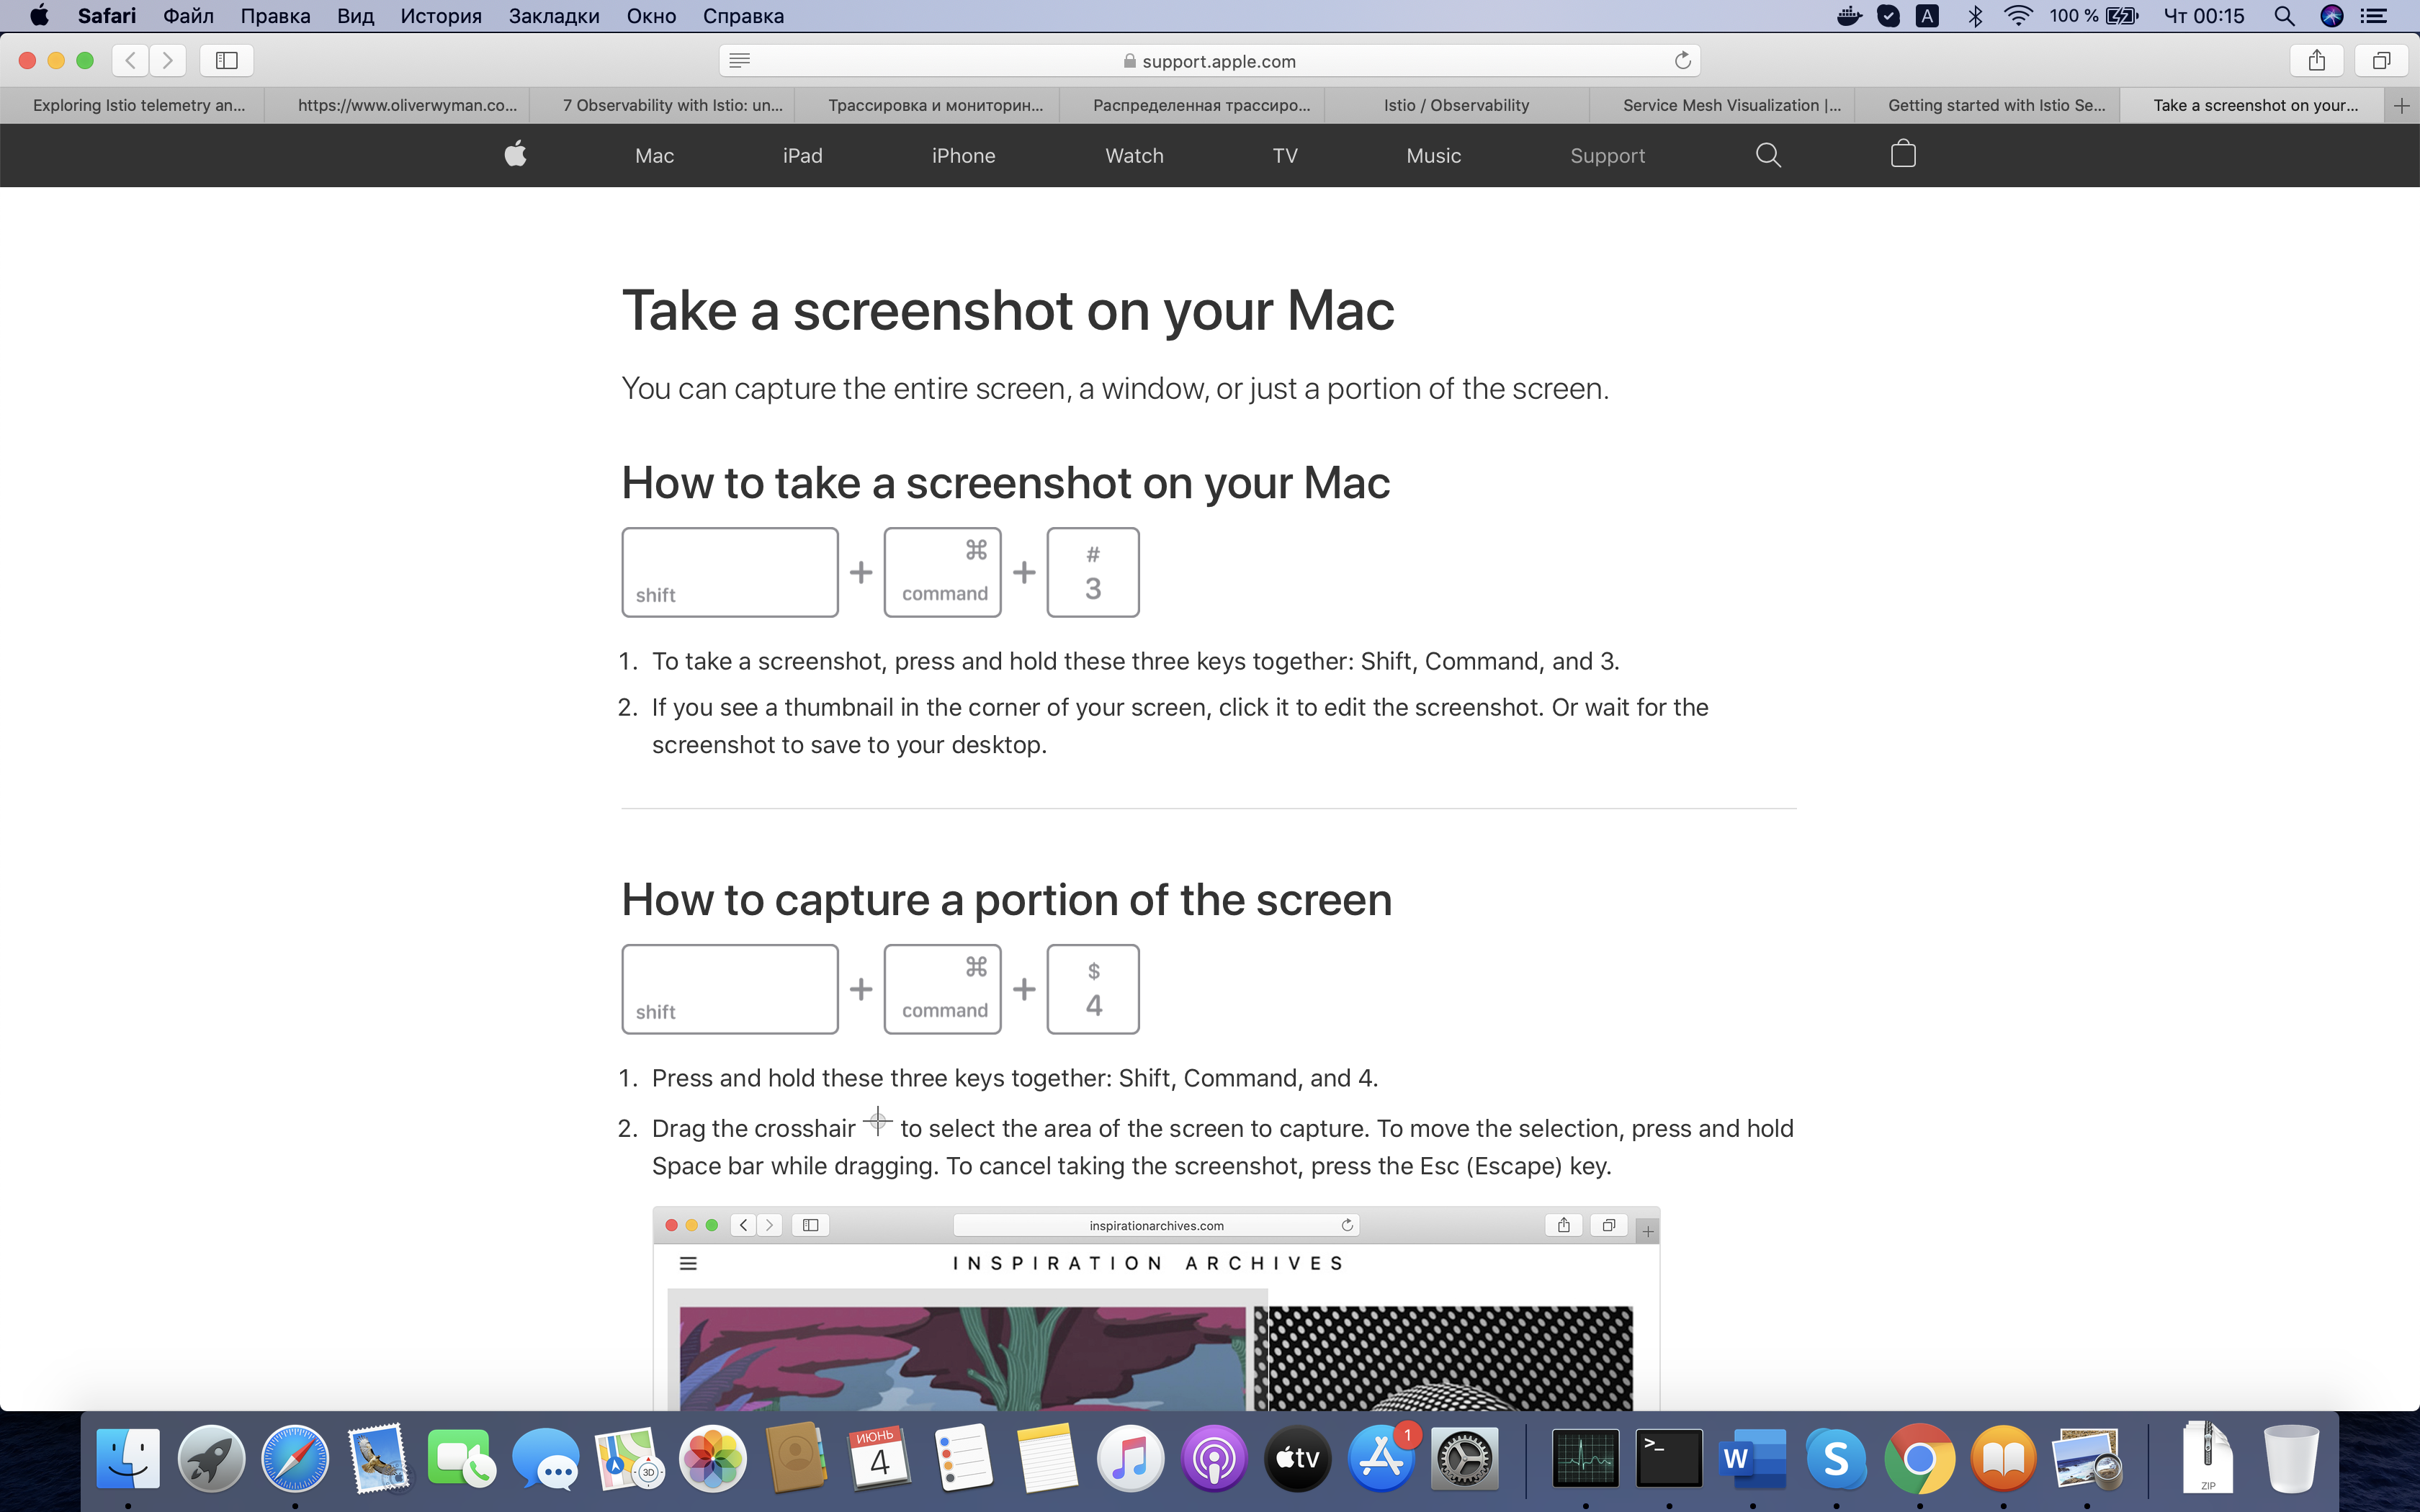 Safari Файл Правка Вид История Закладки Окно Справка A 100 % Чт 00:15
support.apple.com
Exploring Istio telemetry an... https://www.oliverwyman.co... 7 Observability with Istio: un... Трассировка и мониторин... Распределенная трассиро... Istio / Observability Service Mesh Visualization |... Getting started with Istio Se... Take a screenshot on your...
Mac iPad iPhone Watch TV Music Support
Take a screenshot on your Mac
You can capture the entire screen, a window, or just a portion of the screen.
How to take a screenshot on your Mac
shift + ⌘ command + # 3
1. To take a screenshot, press and hold these three keys together: Shift, Command, and 3.
2. If you see a thumbnail in the corner of your screen, click it to edit the screenshot. Or wait for the
screenshot to save to your desktop.
How to capture a portion of the screen
shift + ⌘ command + $ 4
1. Press and hold these three keys together: Shift, Command, and 4.
2. Drag the crosshair to select the area of the screen to capture. To move the selection, press and hold
Space bar while dragging. To cancel taking the screenshot, press the Esc (Escape) key.
inspirationarchives.com
INSPIRATION ARCHIVES
3D ИЮНЬ 4 tv 1 >_ W S ZIP